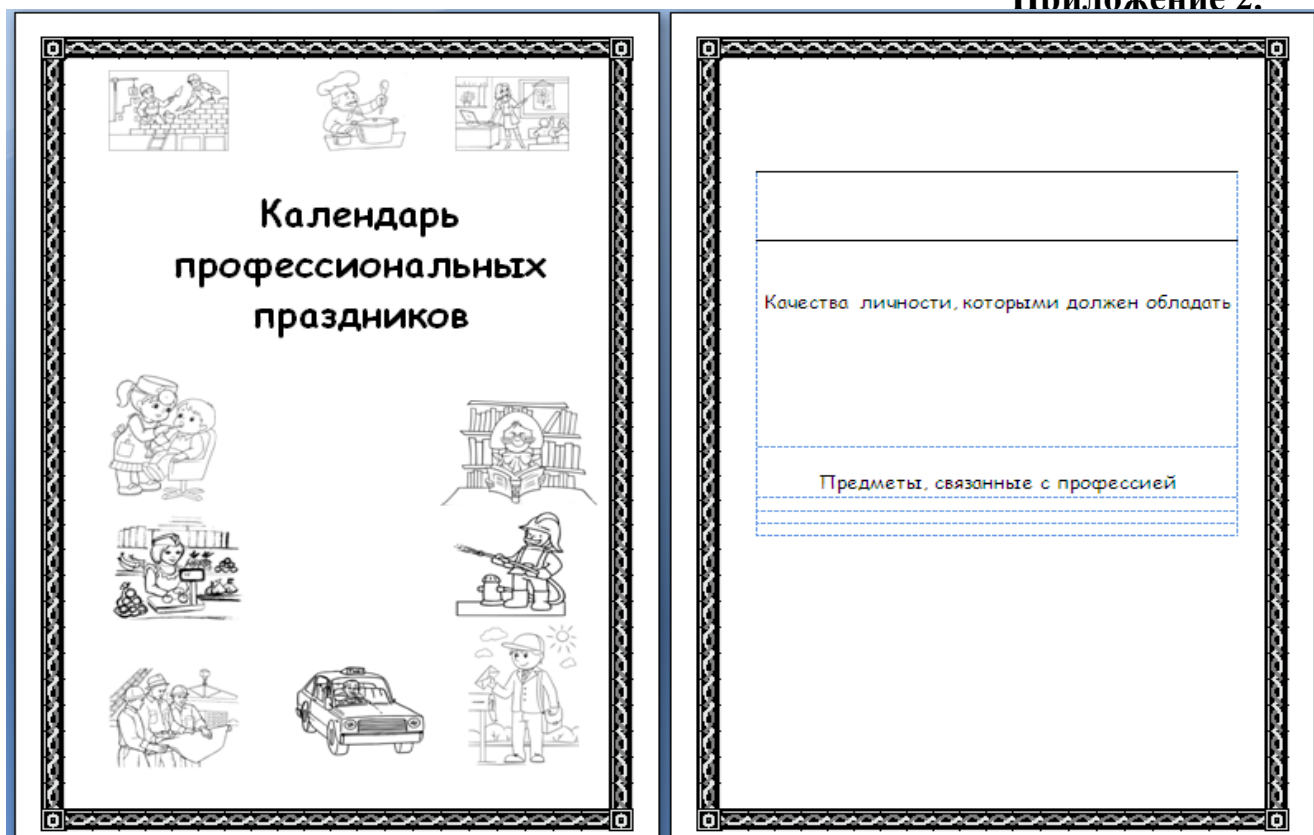 Приложение 2.
Календарь
профессиональных
праздников
Качества личности, которыми должен обладать
Предметы, связанные с профессией